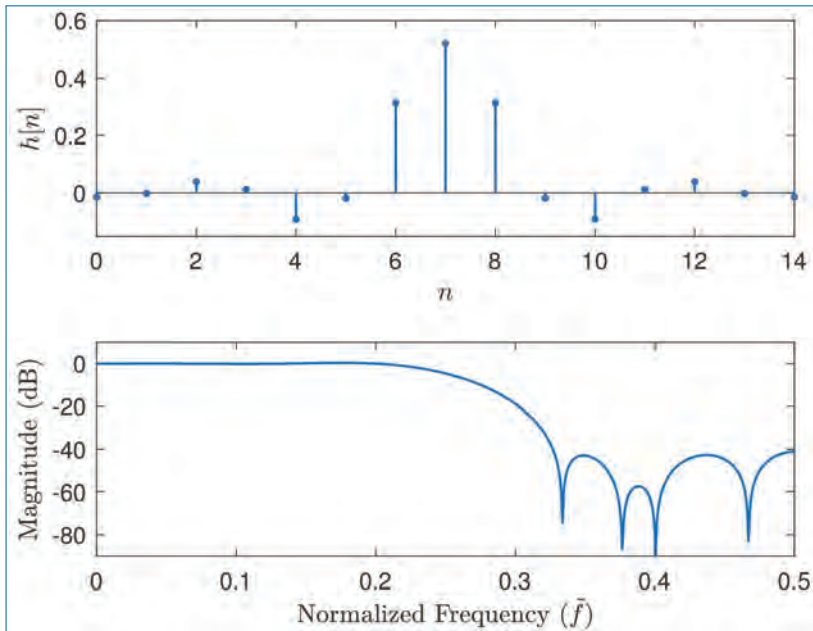 0.6
0.4
0.2
0
h[n]
0 2 4 6 8 10 12 14
n
0
-20
-40
-60
-80
Magnitude (dB)
0 0.1 0.2 0.3 0.4 0.5
Normalized Frequency (f̃)